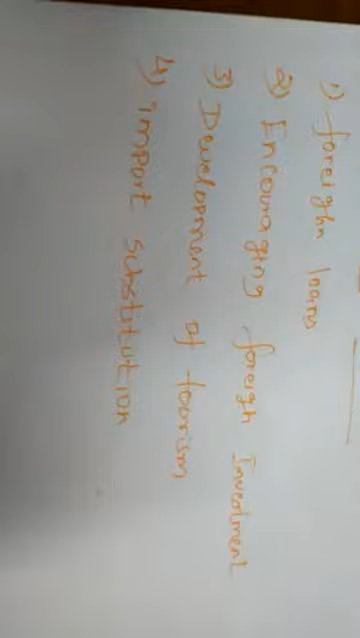 1) foreighn loans
2) Encouraging foreign Investment
3) Development of tourism
4) import substitution